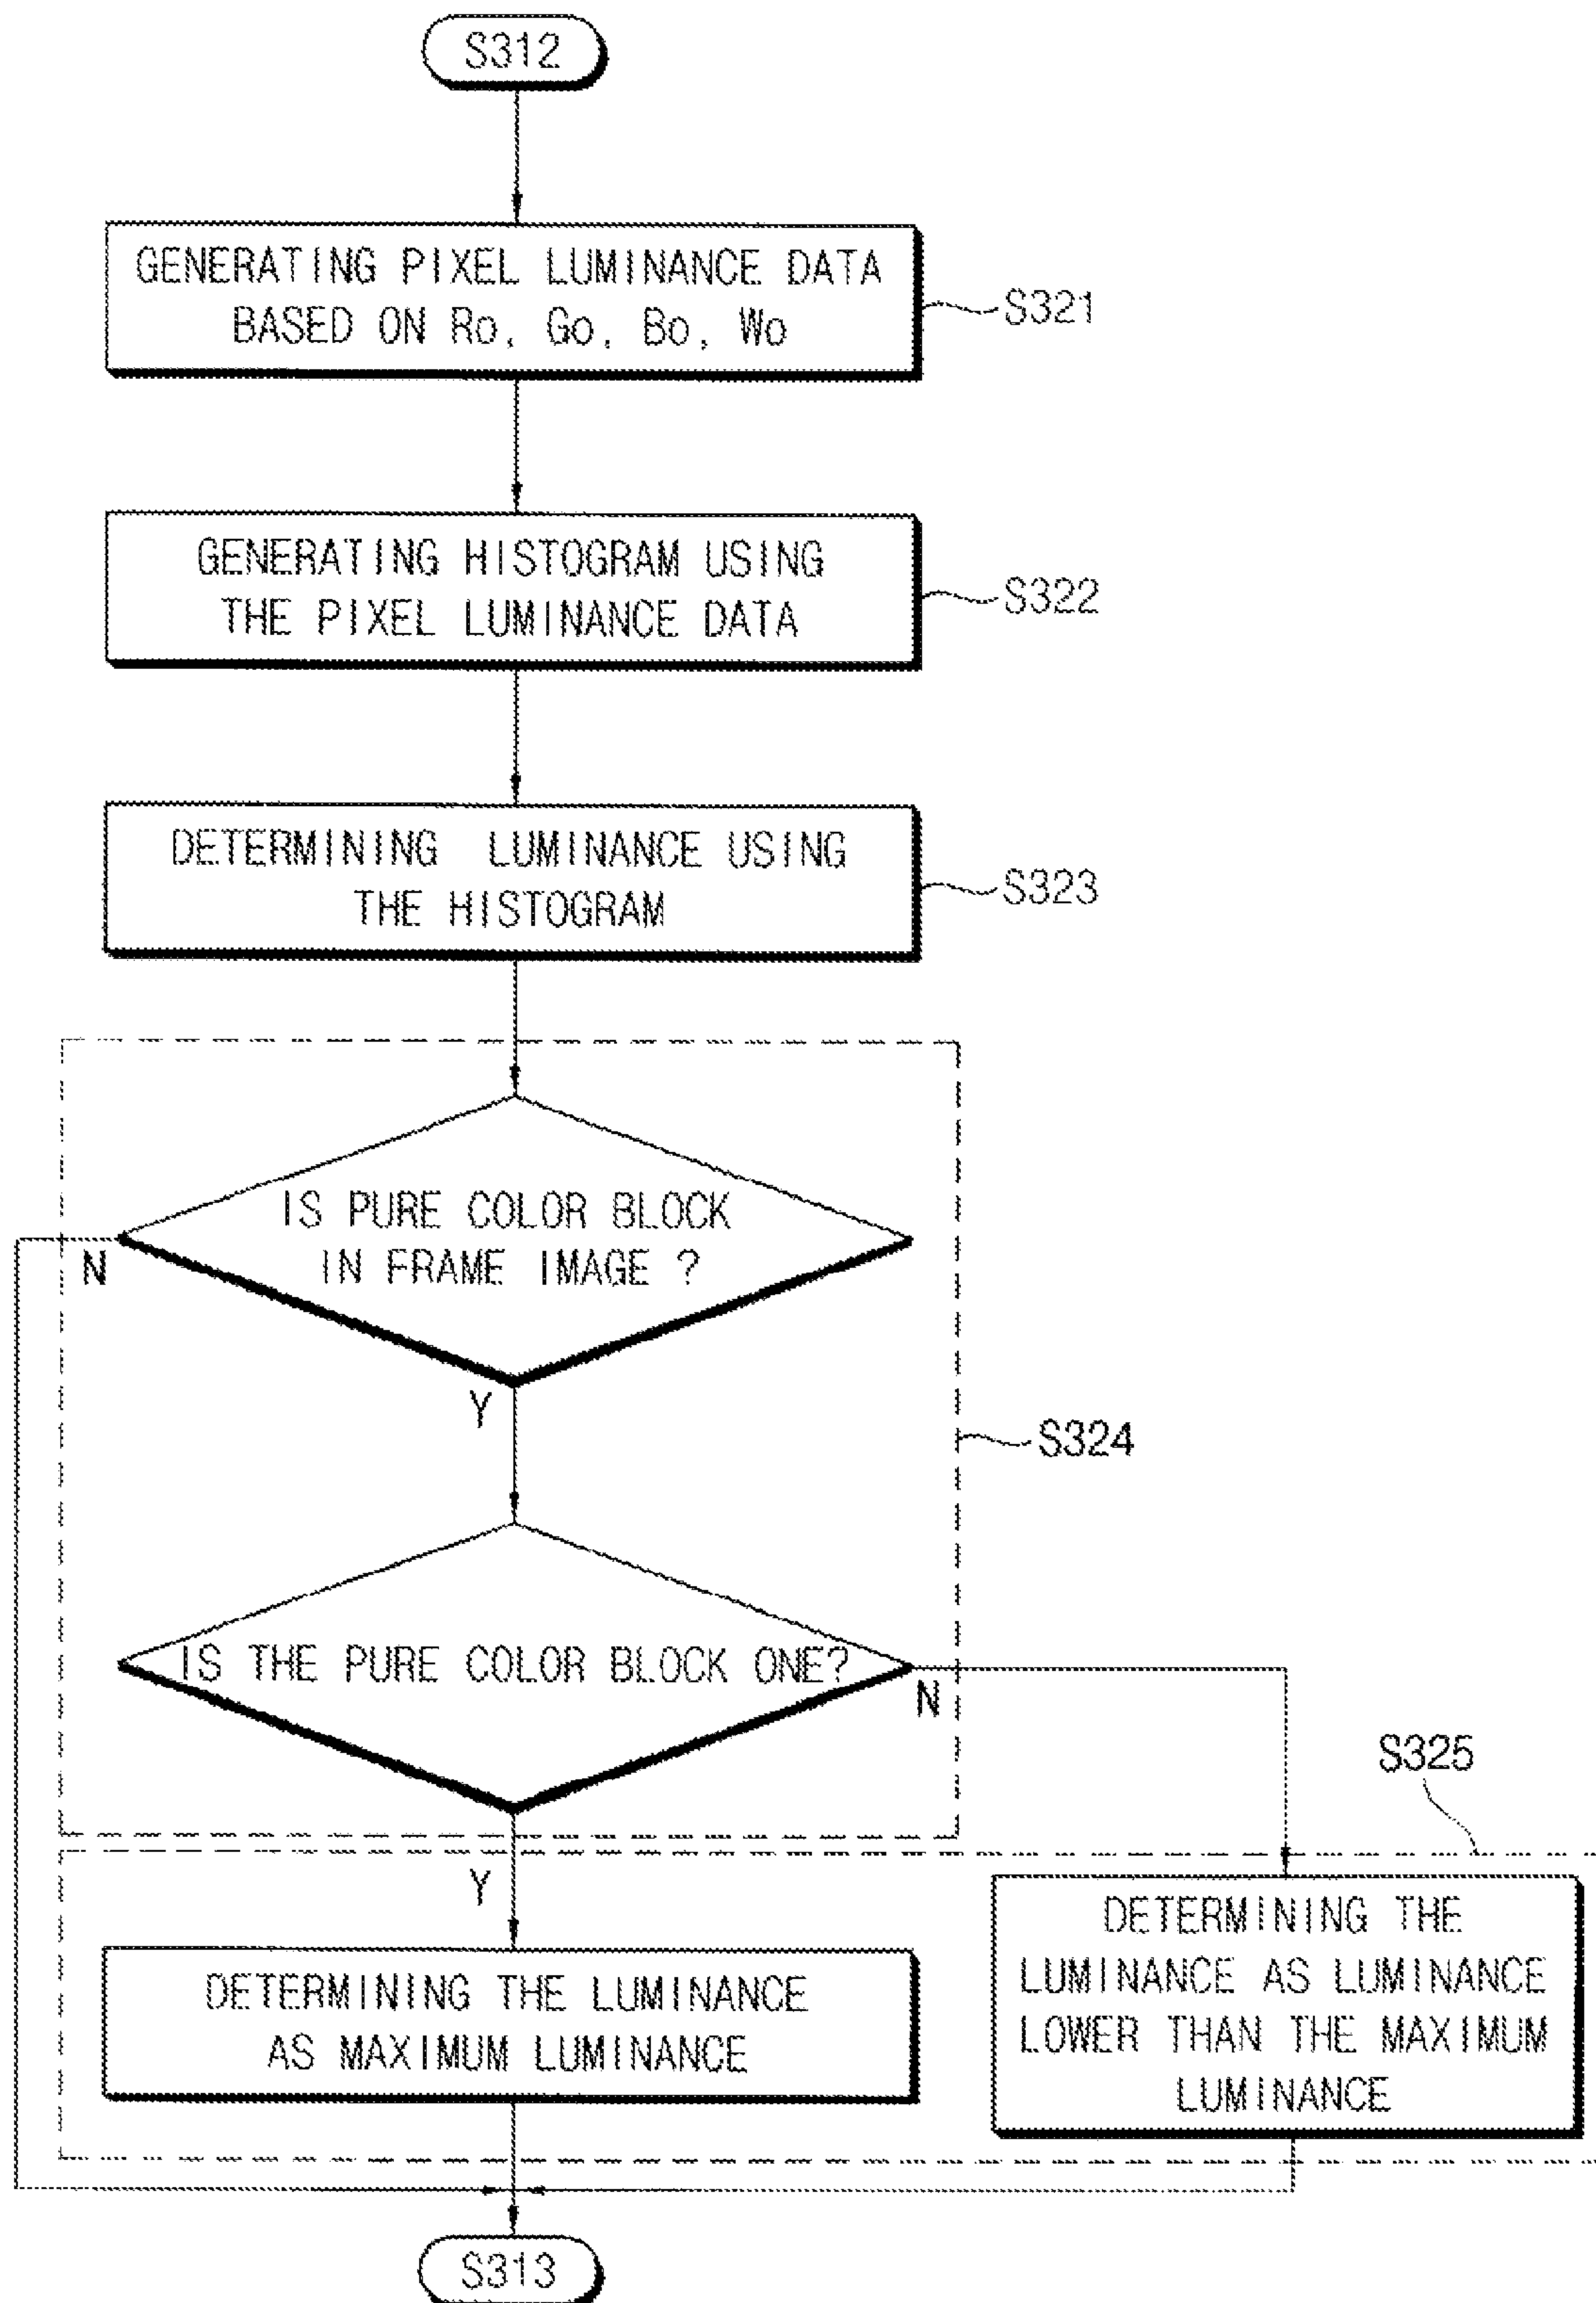 S312
GENERATING PIXEL LUMINANCE DATA
BASED ON Ro, Go, Bo, Wo
S321
GENERATING HISTOGRAM USING
THE PIXEL LUMINANCE DATA
S322
DETERMINING LUMINANCE USING
THE HISTOGRAM
S323
IS PURE COLOR BLOCK
IN FRAME IMAGE ?
N
Y
S324
IS THE PURE COLOR BLOCK ONE?
N
S325
Y
DETERMINING THE LUMINANCE
AS MAXIMUM LUMINANCE
DETERMINING THE
LUMINANCE AS LUMINANCE
LOWER THAN THE MAXIMUM
LUMINANCE
S313